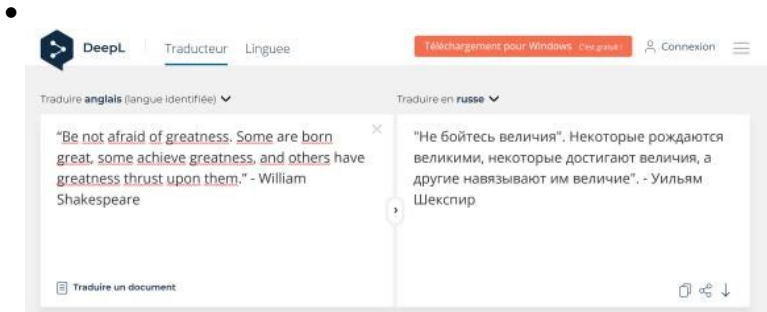 DeepL Traducteur Linguee Téléchargement pour Windows C'est gratuit ! Connexion
Traduire anglais (langue identifiée) Traduire en russe
“Be not afraid of greatness. Some are born
great, some achieve greatness, and others have
greatness thrust upon them.” - William
Shakespeare
"Не бойтесь величия". Некоторые рождаются
великими, некоторые достигают величия, а
другие навязывают им величие". - Уильям
Шекспир
Traduire un document